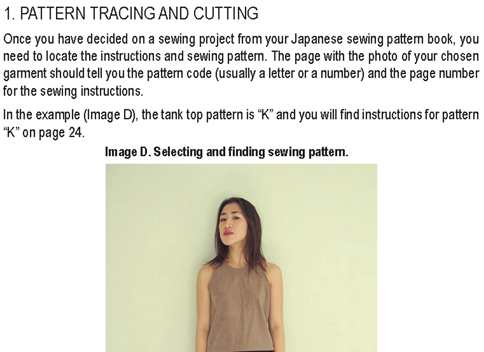 1. PATTERN TRACING AND CUTTING
Once you have decided on a sewing project from your Japanese sewing pattern book, you
need to locate the instructions and sewing pattern. The page with the photo of your chosen
garment should tell you the pattern code (usually a letter or a number) and the page number
for the sewing instructions.
In the example (Image D), the tank top pattern is “K” and you will find instructions for pattern
“K” on page 24.
Image D. Selecting and finding sewing pattern.